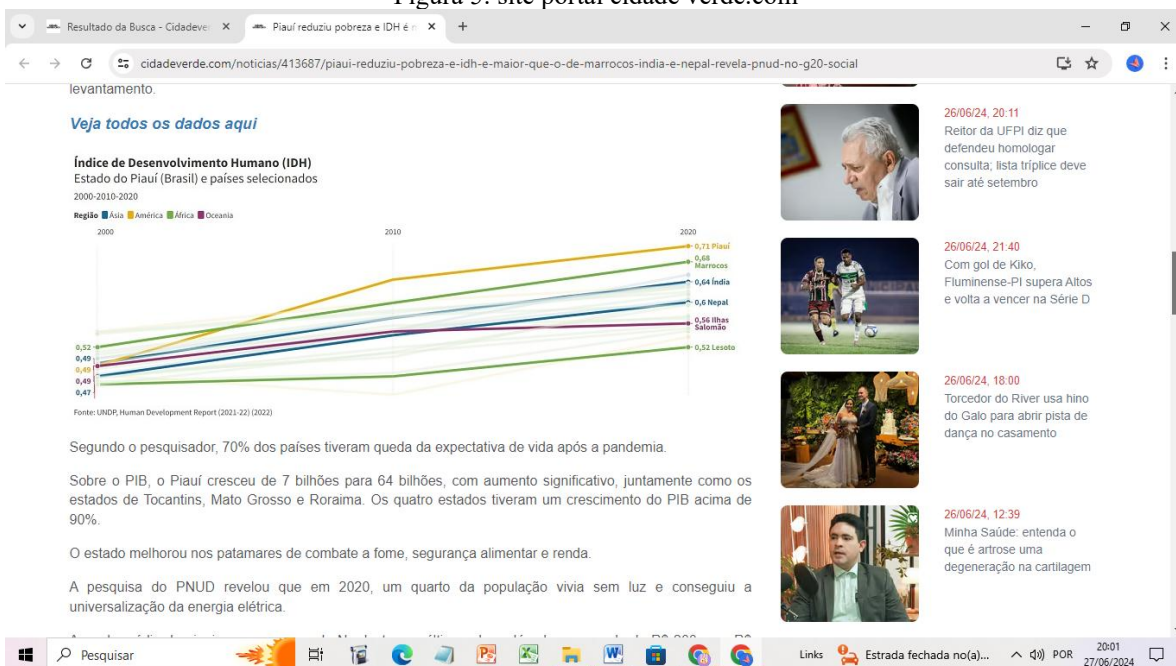 Resultado da Busca - Cidadever
Piauí reduziu pobreza e IDH é
cidadeverde.com/noticias/413687/piaui-reduziu-pobreza-e-idh-e-maior-que-o-de-marrocos-india-e-nepal-revela-pnud-no-g20-social
levantamento.
Veja todos os dados aqui
Índice de Desenvolvimento Humano (IDH)
Estado do Piauí (Brasil) e países selecionados
2000-2010-2020
Região Ásia América África Oceania
2000 2010 2020
0,71 Piauí
0,68
Marrocos
0,64 Índia
0,6 Nepal
0,56 Ilhas
Salomão
0,52 Lesoto
0,52
0,49
0,49
0,49
0,47
Fonte: UNDP, Human Development Report (2021-22) (2022)
Segundo o pesquisador, 70% dos países tiveram queda da expectativa de vida após a pandemia.
Sobre o PIB, o Piauí cresceu de 7 bilhões para 64 bilhões, com aumento significativo, juntamente como os
estados de Tocantins, Mato Grosso e Roraima. Os quatro estados tiveram um crescimento do PIB acima de
90%.
O estado melhorou nos patamares de combate a fome, segurança alimentar e renda.
A pesquisa do PNUD revelou que em 2020, um quarto da população vivia sem luz e conseguiu a
universalização da energia elétrica.
26/06/24, 20:11
Reitor da UFPI diz que
defendeu homologar
consulta; lista tríplice deve
sair até setembro
26/06/24, 21:40
Com gol de Kiko,
Fluminense-PI supera Altos
e volta a vencer na Série D
26/06/24, 18:00
Torcedor do River usa hino
do Galo para abrir pista de
dança no casamento
26/06/24, 12:39
Minha Saúde: entenda o
que é artrose uma
degeneração na cartilagem
Pesquisar
Links
Estrada fechada no(a)...
POR
20:01
27/06/2024